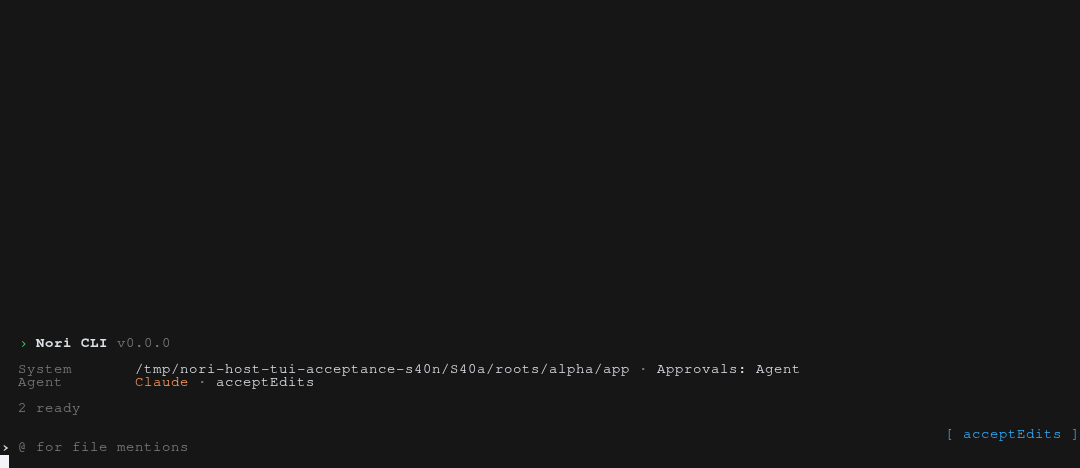 › Nori CLI v0.0.0
System /tmp/nori-host-tui-acceptance-s40n/S40a/roots/alpha/app · Approvals: Agent
Agent Claude · acceptEdits
2 ready
[ acceptEdits ]
› @ for file mentions